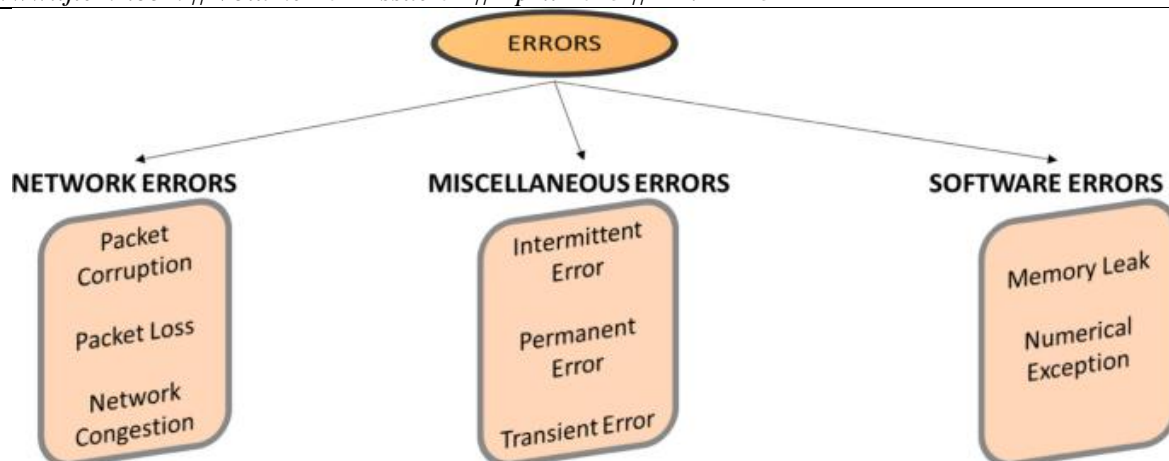 ERRORS
NETWORK ERRORS
Packet
Corruption
Packet Loss
Network
Congestion
MISCELLANEOUS ERRORS
Intermittent
Error
Permanent
Error
Transient Error
SOFTWARE ERRORS
Memory Leak
Numerical
Exception